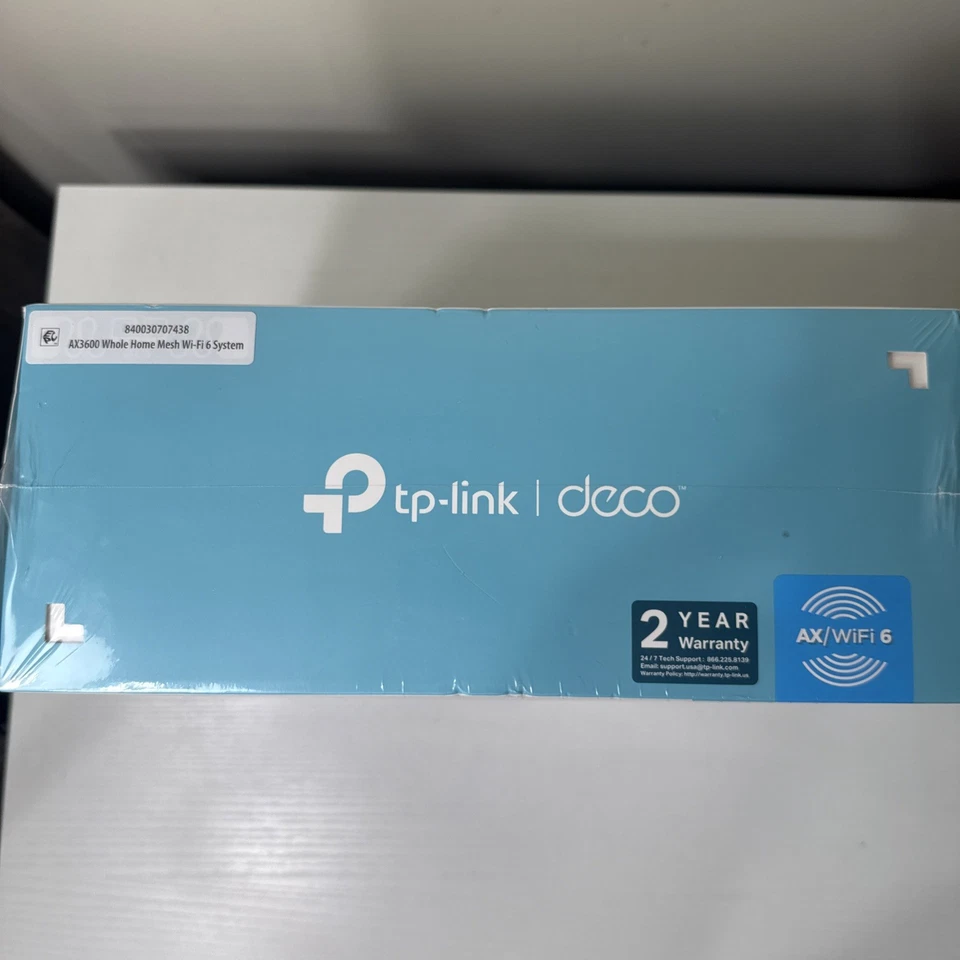 840030707438
AX3600 Whole Home Mesh Wi-Fi 6 System
tp-link | deco™
2 YEAR
Warranty
24/7 Tech Support: 866.225.8139
Email: support.usa@tp-link.com
Warranty Policy: http://warranty.tp-link.us
AX/WiFi 6